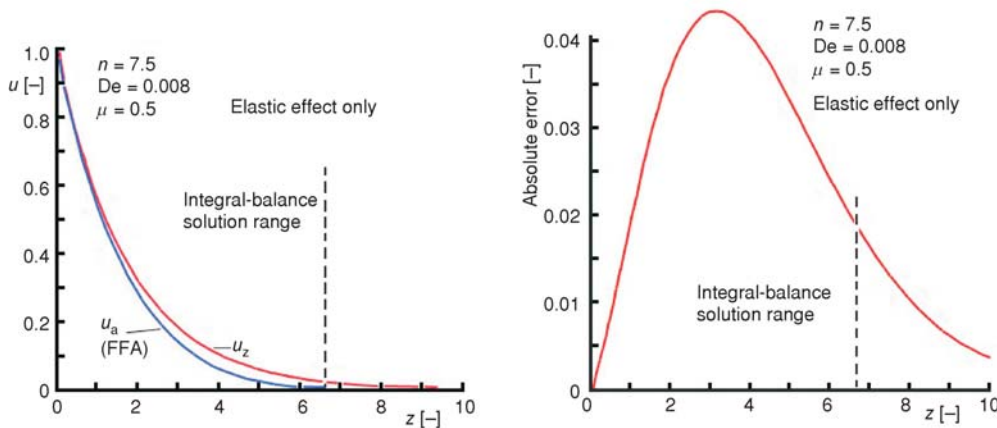 1.0
u [–]
0.8
0.6
0.4
0.2
0
n = 7.5
De = 0.008
μ = 0.5
Elastic effect only
Integral-balance
solution range
uₐ
(FFA)
u_z
0 2 4 6 8 10
z [–]
Absolute error [–]
0.04
0.03
0.02
0.01
0
n = 7.5
De = 0.008
μ = 0.5
Elastic effect only
Integral-balance
solution range
0 2 4 6 8 10
z [–]